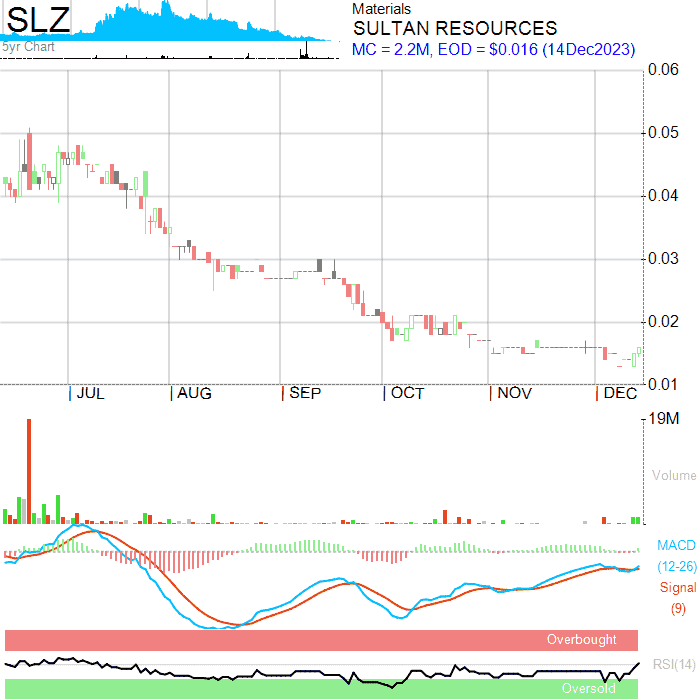 SLZ
5yr Chart
Materials
SULTAN RESOURCES
MC = 2.2M, EOD = $0.016 (14Dec2023)
0.06
0.05
0.04
0.03
0.02
0.01
JUL AUG SEP OCT NOV DEC
19M
Volume
MACD
(12-26)
Signal
(9)
Overbought
RSI(14)
Oversold